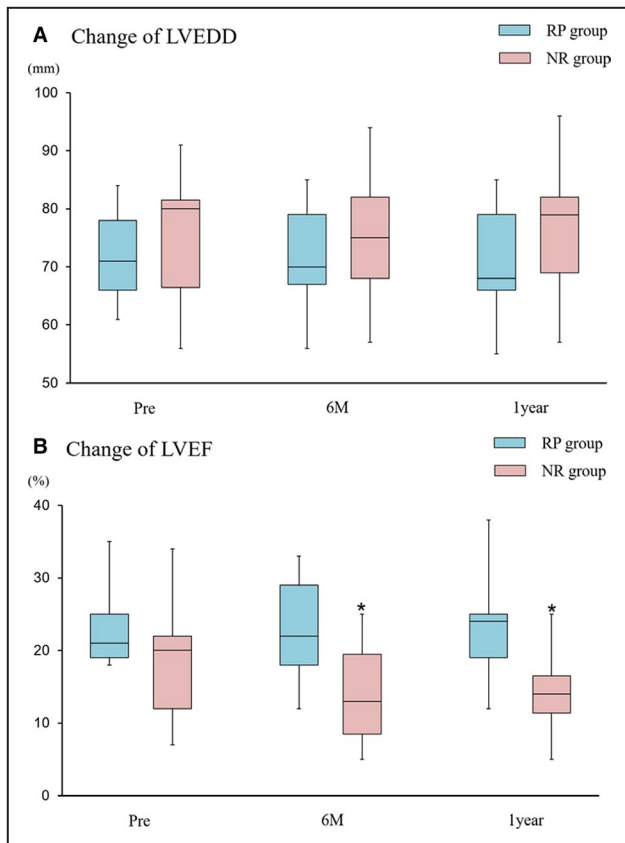 A Change of LVEDD
RP group
NR group
(mm)
100
90
80
70
60
50
Pre 6M 1year
B Change of LVEF
RP group
NR group
(%)
40
30
20
10
0
*
*
Pre 6M 1year